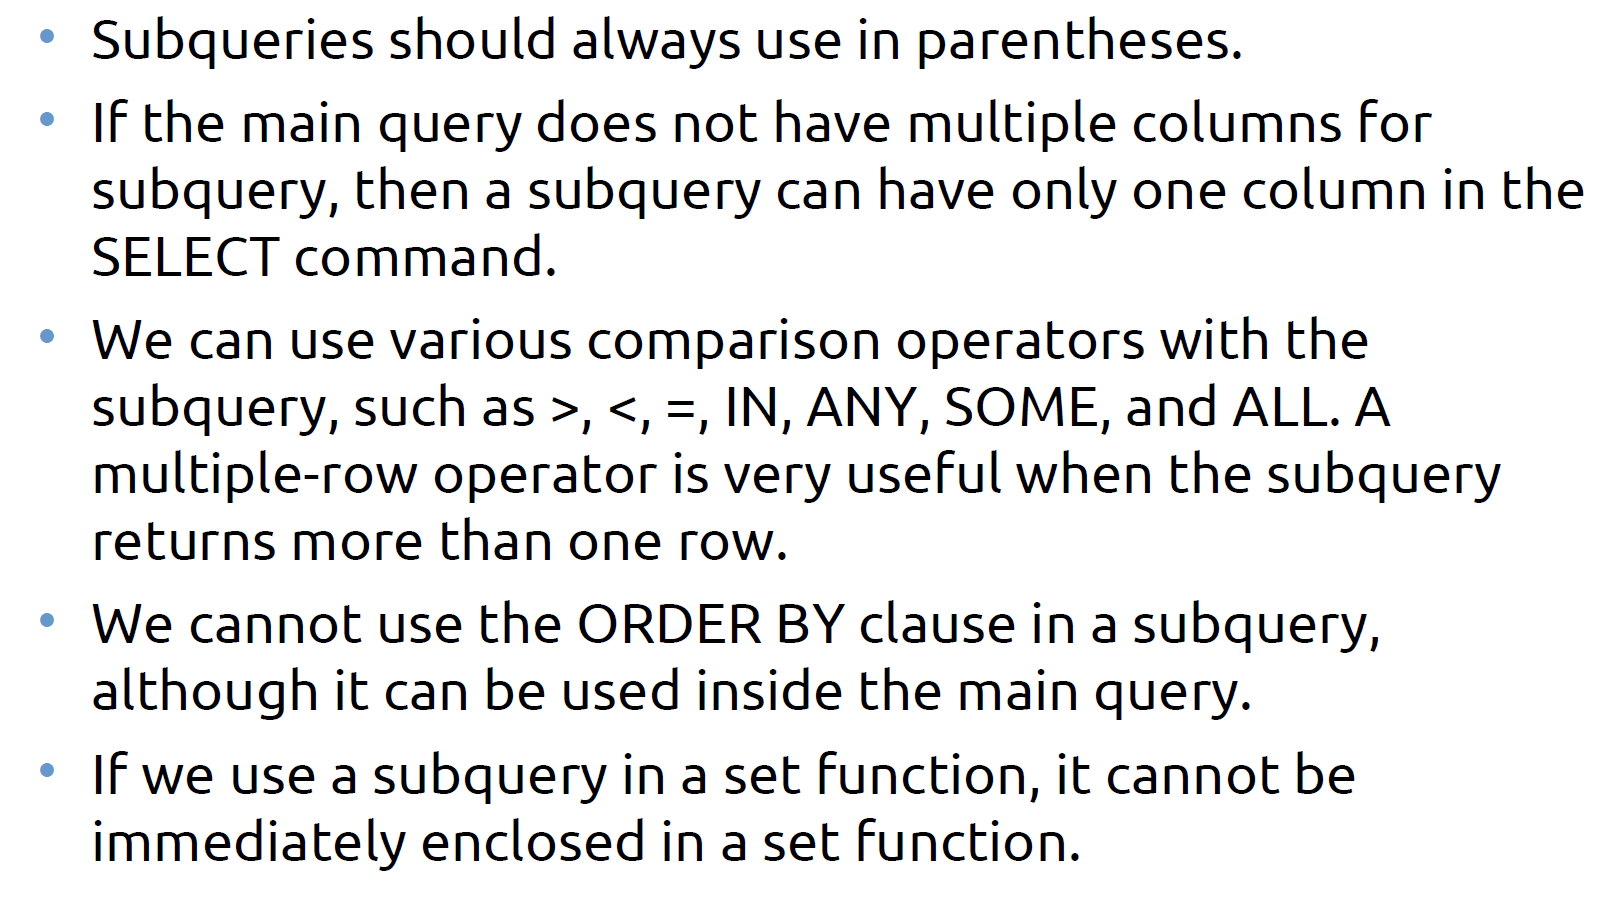 • Subqueries should always use in parentheses.
• If the main query does not have multiple columns for
subquery, then a subquery can have only one column in the
SELECT command.
• We can use various comparison operators with the
subquery, such as >, <, =, IN, ANY, SOME, and ALL. A
multiple-row operator is very useful when the subquery
returns more than one row.
• We cannot use the ORDER BY clause in a subquery,
although it can be used inside the main query.
• If we use a subquery in a set function, it cannot be
immediately enclosed in a set function.